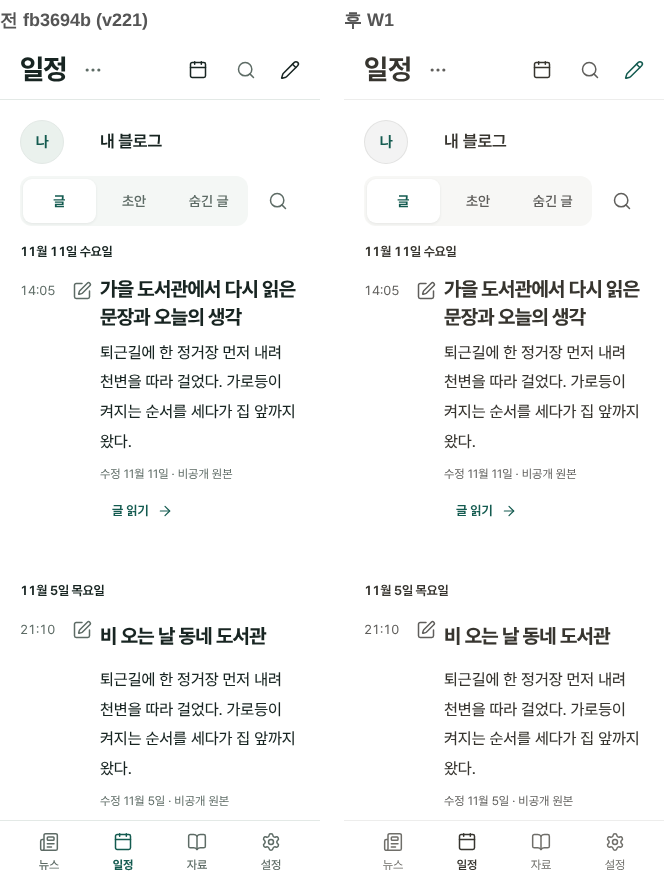 전 fb3694b (v221)
일정 ···
나 내 블로그
글 초안 숨긴 글
11월 11일 수요일
14:05 가을 도서관에서 다시 읽은
문장과 오늘의 생각
퇴근길에 한 정거장 먼저 내려
천변을 따라 걸었다. 가로등이
켜지는 순서를 세다가 집 앞까지
왔다.
수정 11월 11일 · 비공개 원본
글 읽기 →
11월 5일 목요일
21:10 비 오는 날 동네 도서관
퇴근길에 한 정거장 먼저 내려
천변을 따라 걸었다. 가로등이
켜지는 순서를 세다가 집 앞까지
왔다.
수정 11월 5일 · 비공개 원본
뉴스 일정 자료 설정
후 W1
일정 ···
나 내 블로그
글 초안 숨긴 글
11월 11일 수요일
14:05 가을 도서관에서 다시 읽은
문장과 오늘의 생각
퇴근길에 한 정거장 먼저 내려
천변을 따라 걸었다. 가로등이
켜지는 순서를 세다가 집 앞까지
왔다.
수정 11월 11일 · 비공개 원본
글 읽기 →
11월 5일 목요일
21:10 비 오는 날 동네 도서관
퇴근길에 한 정거장 먼저 내려
천변을 따라 걸었다. 가로등이
켜지는 순서를 세다가 집 앞까지
왔다.
수정 11월 5일 · 비공개 원본
뉴스 일정 자료 설정